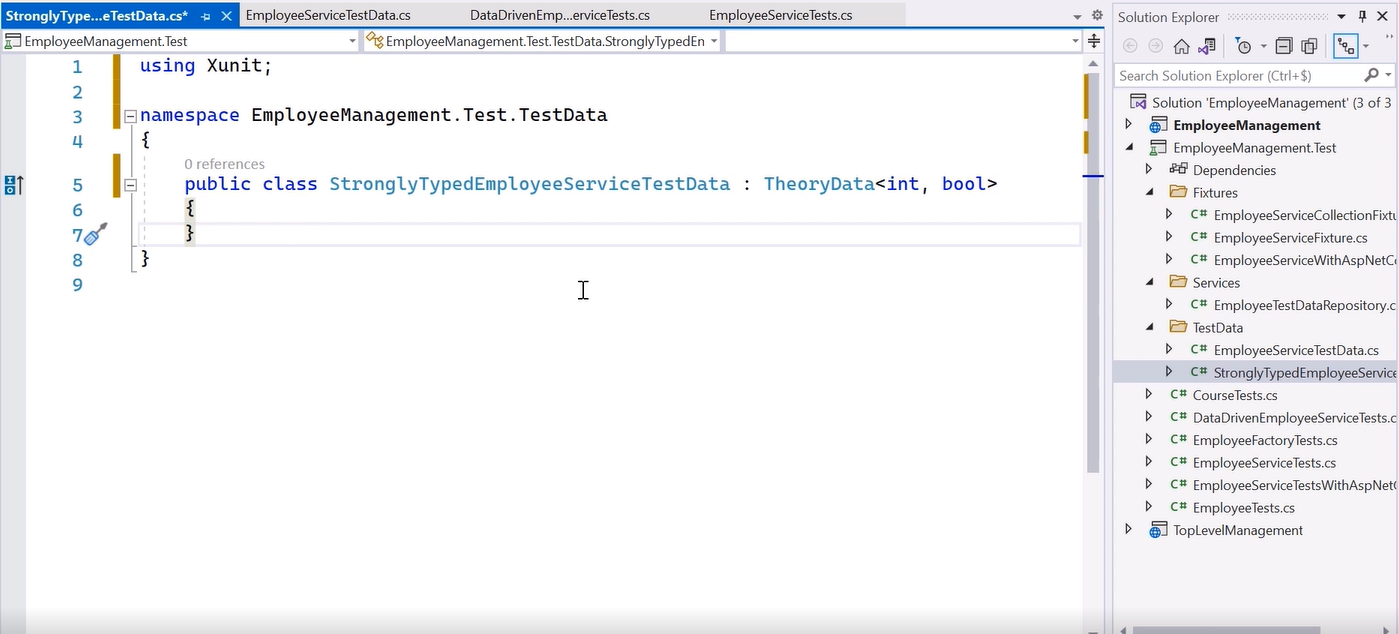 StronglyType...eTestData.cs* EmployeeServiceTestData.cs DataDrivenEmp...erviceTests.cs EmployeeServiceTests.cs
EmployeeManagement.Test EmployeeManagement.Test.TestData.StronglyTypedEn
1 using Xunit;
2
3 namespace EmployeeManagement.Test.TestData
4 {
0 references
5 public class StronglyTypedEmployeeServiceTestData : TheoryData<int, bool>
6 {
7 }
8 }
9
Solution Explorer
Search Solution Explorer (Ctrl+$)
Solution 'EmployeeManagement' (3 of 3
EmployeeManagement
EmployeeManagement.Test
Dependencies
Fixtures
C# EmployeeServiceCollectionFixtu
C# EmployeeServiceFixture.cs
C# EmployeeServiceWithAspNetCo
Services
C# EmployeeTestDataRepository.c
TestData
C# EmployeeServiceTestData.cs
C# StronglyTypedEmployeeService
C# CourseTests.cs
C# DataDrivenEmployeeServiceTests.c
C# EmployeeFactoryTests.cs
C# EmployeeServiceTests.cs
C# EmployeeServiceTestsWithAspNetC
C# EmployeeTests.cs
TopLevelManagement